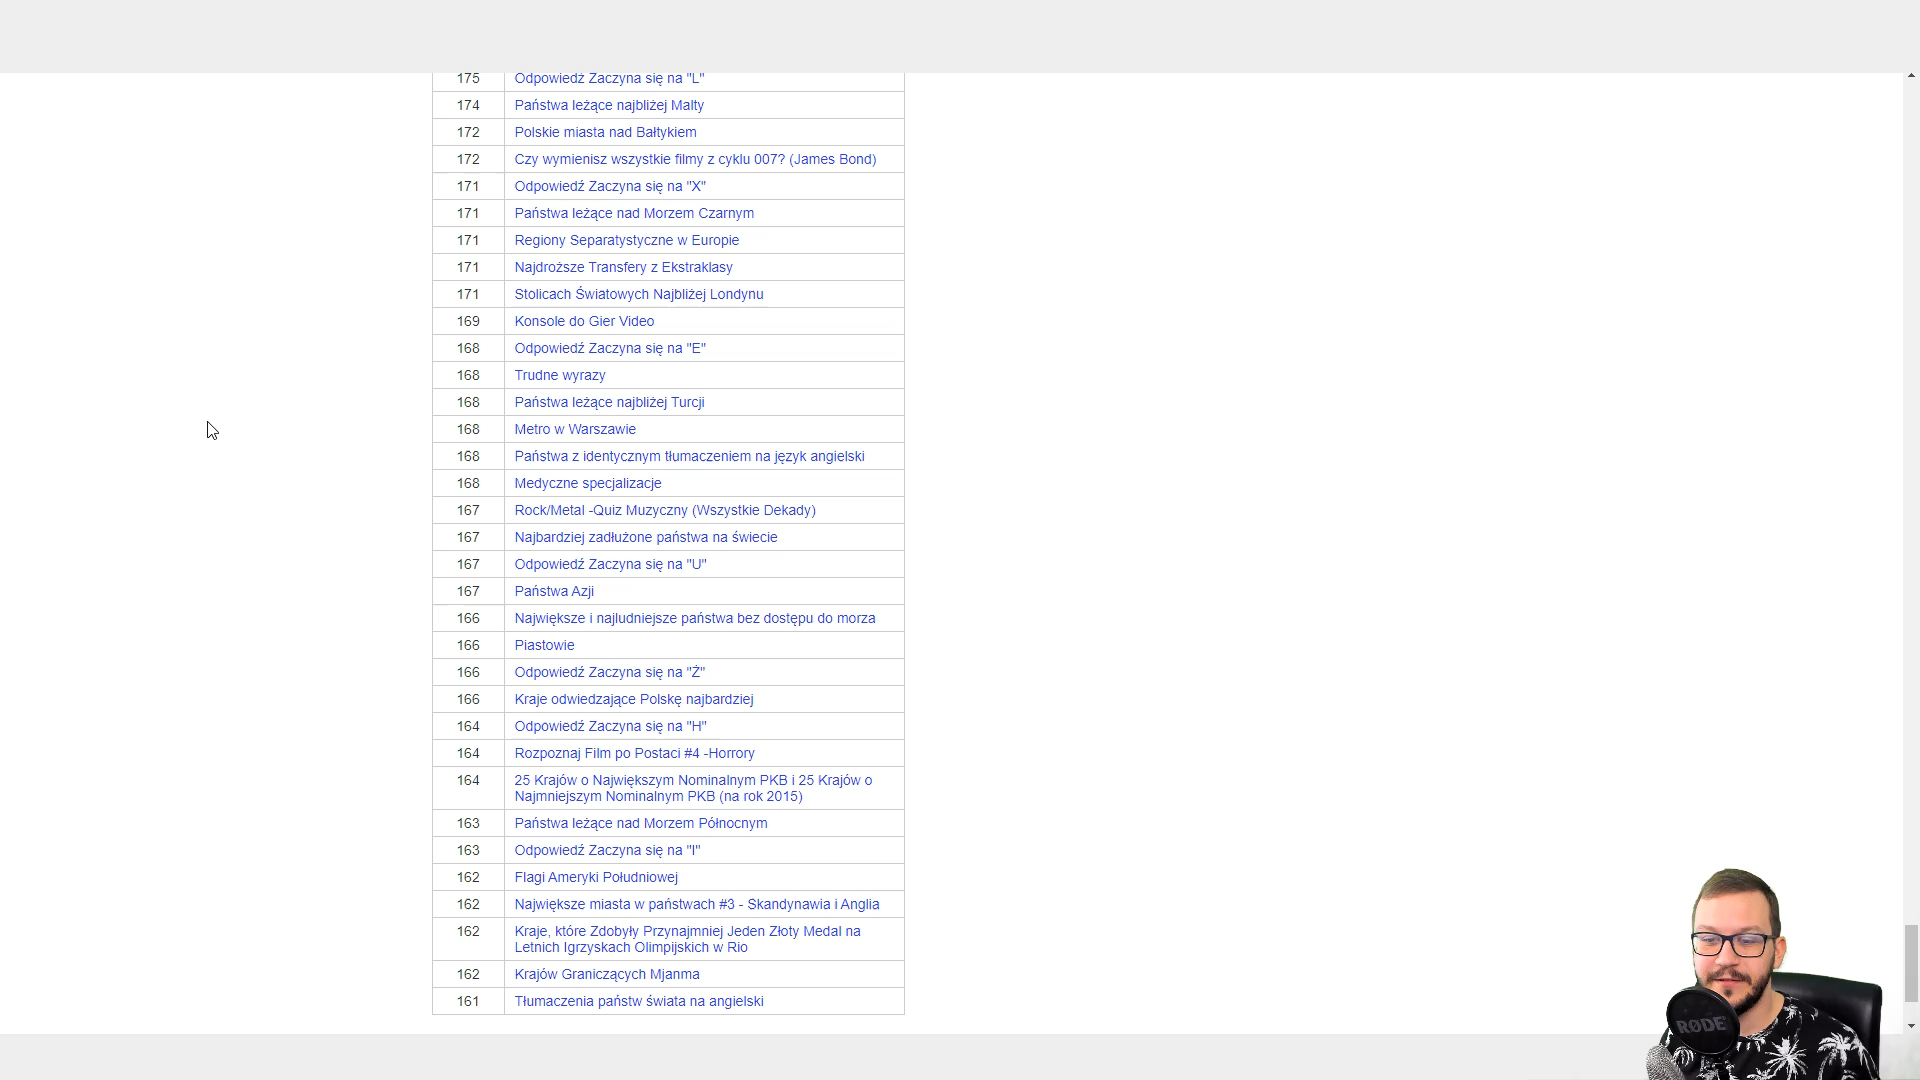 175 Odpowiedź Zaczyna się na "L"
174 Państwa leżące najbliżej Malty
172 Polskie miasta nad Bałtykiem
172 Czy wymienisz wszystkie filmy z cyklu 007? (James Bond)
171 Odpowiedź Zaczyna się na "X"
171 Państwa leżące nad Morzem Czarnym
171 Regiony Separatystyczne w Europie
171 Najdroższe Transfery z Ekstraklasy
171 Stolicach Światowych Najbliżej Londynu
169 Konsole do Gier Video
168 Odpowiedź Zaczyna się na "E"
168 Trudne wyrazy
168 Państwa leżące najbliżej Turcji
168 Metro w Warszawie
168 Państwa z identycznym tłumaczeniem na język angielski
168 Medyczne specjalizacje
167 Rock/Metal -Quiz Muzyczny (Wszystkie Dekady)
167 Najbardziej zadłużone państwa na świecie
167 Odpowiedź Zaczyna się na "U"
167 Państwa Azji
166 Największe i najludniejsze państwa bez dostępu do morza
166 Piastowie
166 Odpowiedź Zaczyna się na "Ż"
166 Kraje odwiedzające Polskę najbardziej
164 Odpowiedź Zaczyna się na "H"
164 Rozpoznaj Film po Postaci #4 -Horrory
164 25 Krajów o Największym Nominalnym PKB i 25 Krajów o
Najmniejszym Nominalnym PKB (na rok 2015)
163 Państwa leżące nad Morzem Północnym
163 Odpowiedź Zaczyna się na "I"
162 Flagi Ameryki Południowej
162 Największe miasta w państwach #3 - Skandynawia i Anglia
162 Kraje, które Zdobyły Przynajmniej Jeden Złoty Medal na
Letnich Igrzyskach Olimpijskich w Rio
162 Krajów Graniczących Mjanma
161 Tłumaczenia państw świata na angielski
RØDE